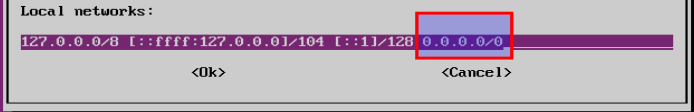 Local networks:
127.0.0.0/8 [::ffff:127.0.0.0]/104 [::1]/128 0.0.0.0/0
<Ok> <Cancel>